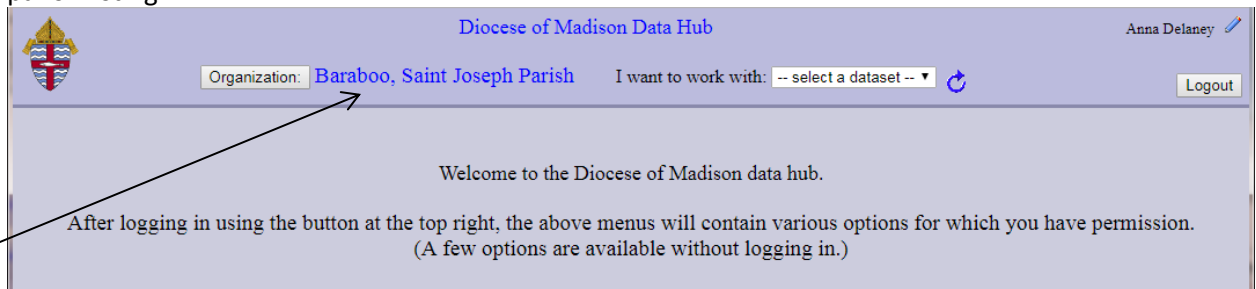 Diocese of Madison Data Hub
Anna Delaney
Organization: Baraboo, Saint Joseph Parish I want to work with: -- select a dataset --
Logout
Welcome to the Diocese of Madison data hub.
After logging in using the button at the top right, the above menus will contain various options for which you have permission.
(A few options are available without logging in.)